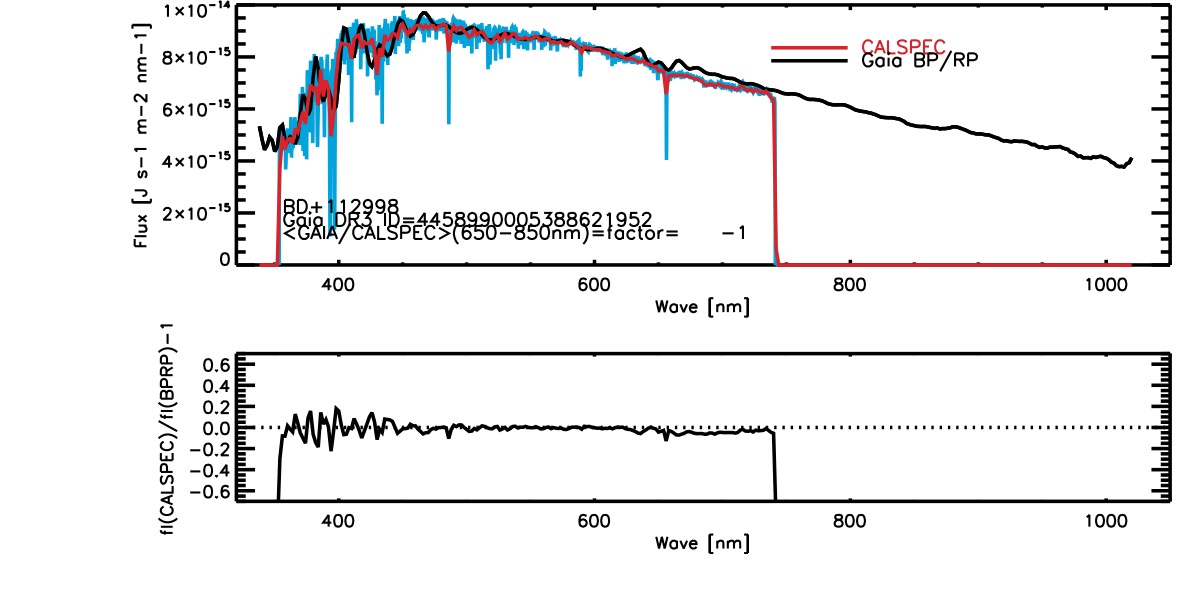 1×10⁻¹⁴
8×10⁻¹⁵
6×10⁻¹⁵
4×10⁻¹⁵
2×10⁻¹⁵
0
Flux [J s−1 m−2 nm−1]
CALSPEC
Gaia BP/RP
BD+112998
Gaia DR3 ID=4458990005388621952
<GAIA/CALSPEC>(650−850nm)=factor= −1
400 600 800 1000
Wave [nm]
fl(CALSPEC)/fl(BPRP)−1
0.6
0.4
0.2
0.0
−0.2
−0.4
−0.6
400 600 800 1000
Wave [nm]